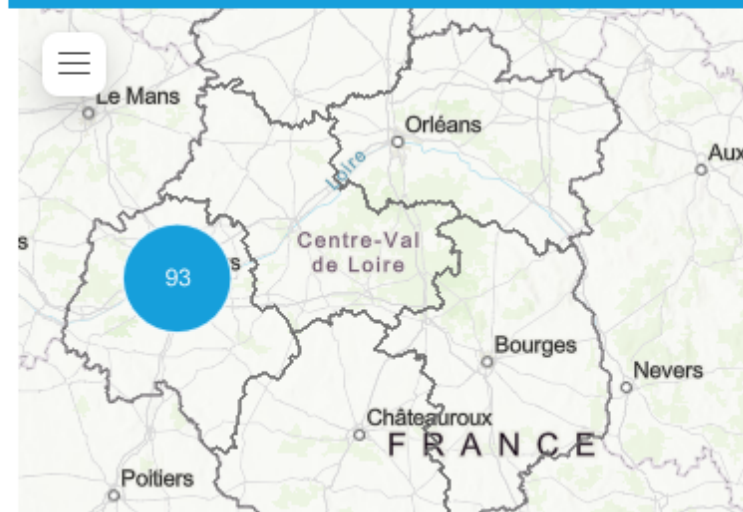 Le Mans
Orléans
Aux
Loire
Centre-Val
de Loire
s
s
93
Bourges
Nevers
Châteauroux
FRANCE
Poitiers